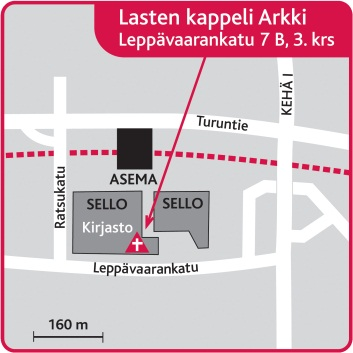 Lasten kappeli Arkki
Leppävaarankatu 7 B, 3. krs
KEHÄ I
Turuntie
ASEMA
Ratsukatu
SELLO
SELLO
Kirjasto
Leppävaarankatu
160 m